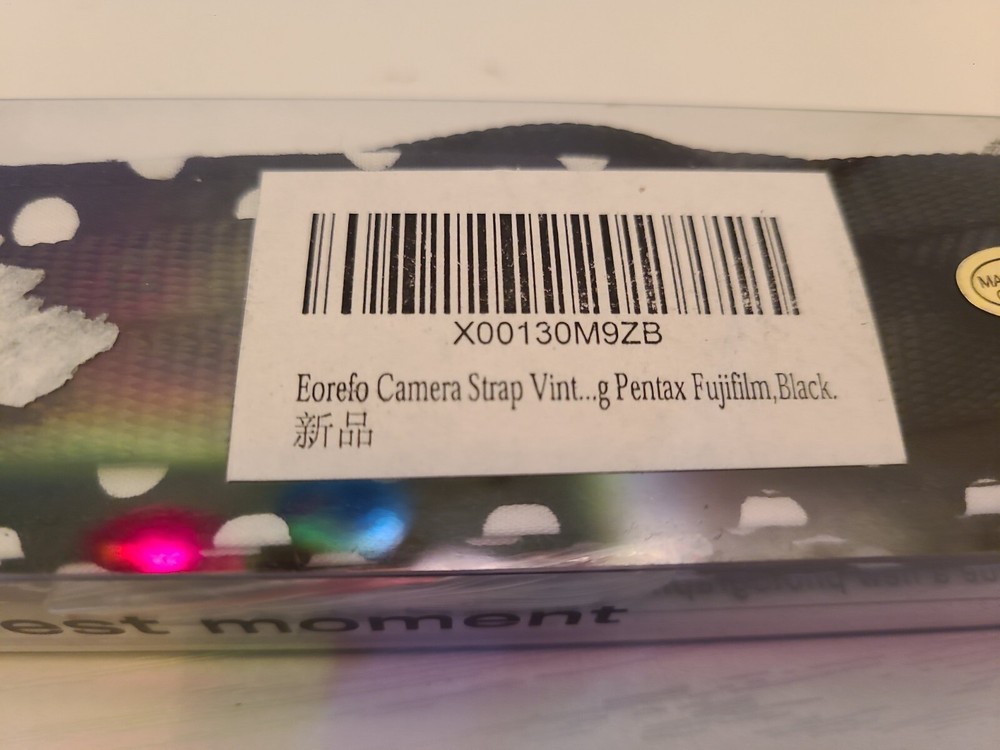 X00130M9ZB
Eorefo Camera Strap Vint...g Pentax Fujifilm,Black.
新品
est moment